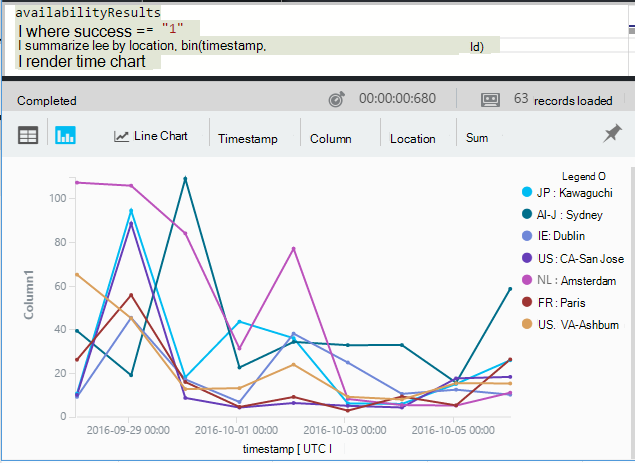 availabilityResults
I where success == "1"
I summarize lee by location, bin(timestamp, Id)
I render time chart
Completed 00:00:00:680 63 records loaded
Line Chart Timestamp Column Location Sum
Legend O
JP : Kawaguchi
AI-J : Sydney
IE: Dublin
US : CA-San Jose
NL : Amsterdam
FR : Paris
US. VA-Ashbum
Column1
100
80
60
40
20
0
2016-09-29 00:00 2016-10-01 00:00 2016-10-03 00:00 2016-10-05 00:00
timestamp [ UTC I